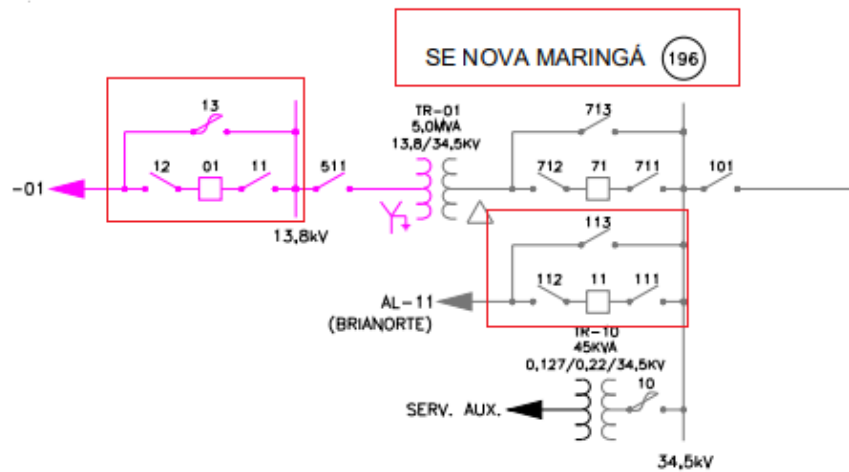 SE NOVA MARINGÁ 196
13
TR-01
5,0MVA
13,8/34,5KV
713
12 01 11 511 712 71 711 101
-01
13,8kV
113
112 11 111
AL-11
(BRIANORTE)
TR-10
45KVA
0,127/0,22/34,5KV
10
SERV. AUX.
34,5kV